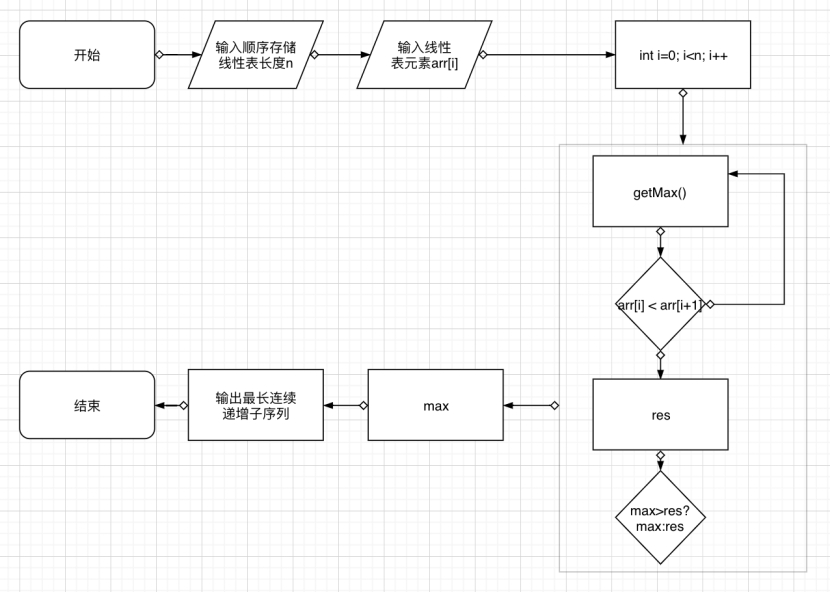 开始
输入顺序存储
线性表长度n
输入线性
表元素arr[i]
int i=0; i<n; i++
getMax()
arr[i] < arr[i+1]
res
max>res?
max:res
max
输出最长连续
递增子序列
结束